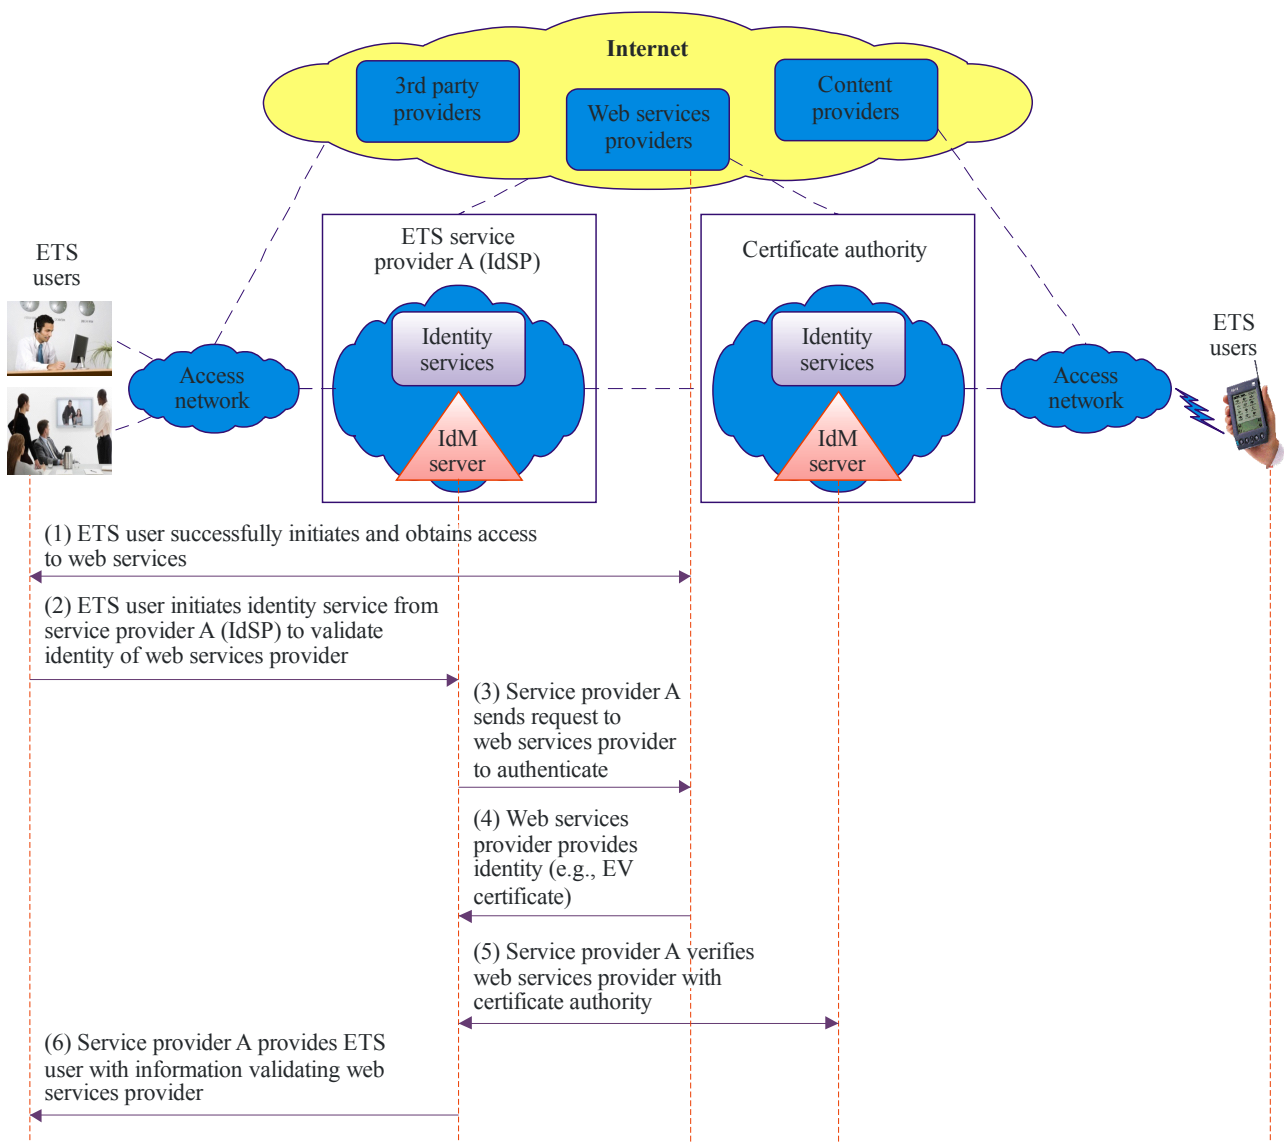 Internet
3rd party
providers
Web services
providers
Content
providers
ETS
users
ETS service
provider A (IdSP)
Certificate authority
Identity
services
Identity
services
ETS
users
Access
network
Access
network
IdM
server
IdM
server
(1) ETS user successfully initiates and obtains access
to web services
(2) ETS user initiates identity service from
service provider A (IdSP) to validate
identity of web services provider
(3) Service provider A
sends request to
web services provider
to authenticate
(4) Web services
provider provides
identity (e.g., EV
certificate)
(5) Service provider A verifies
web services provider with
certificate authority
(6) Service provider A provides ETS
user with information validating web
services provider